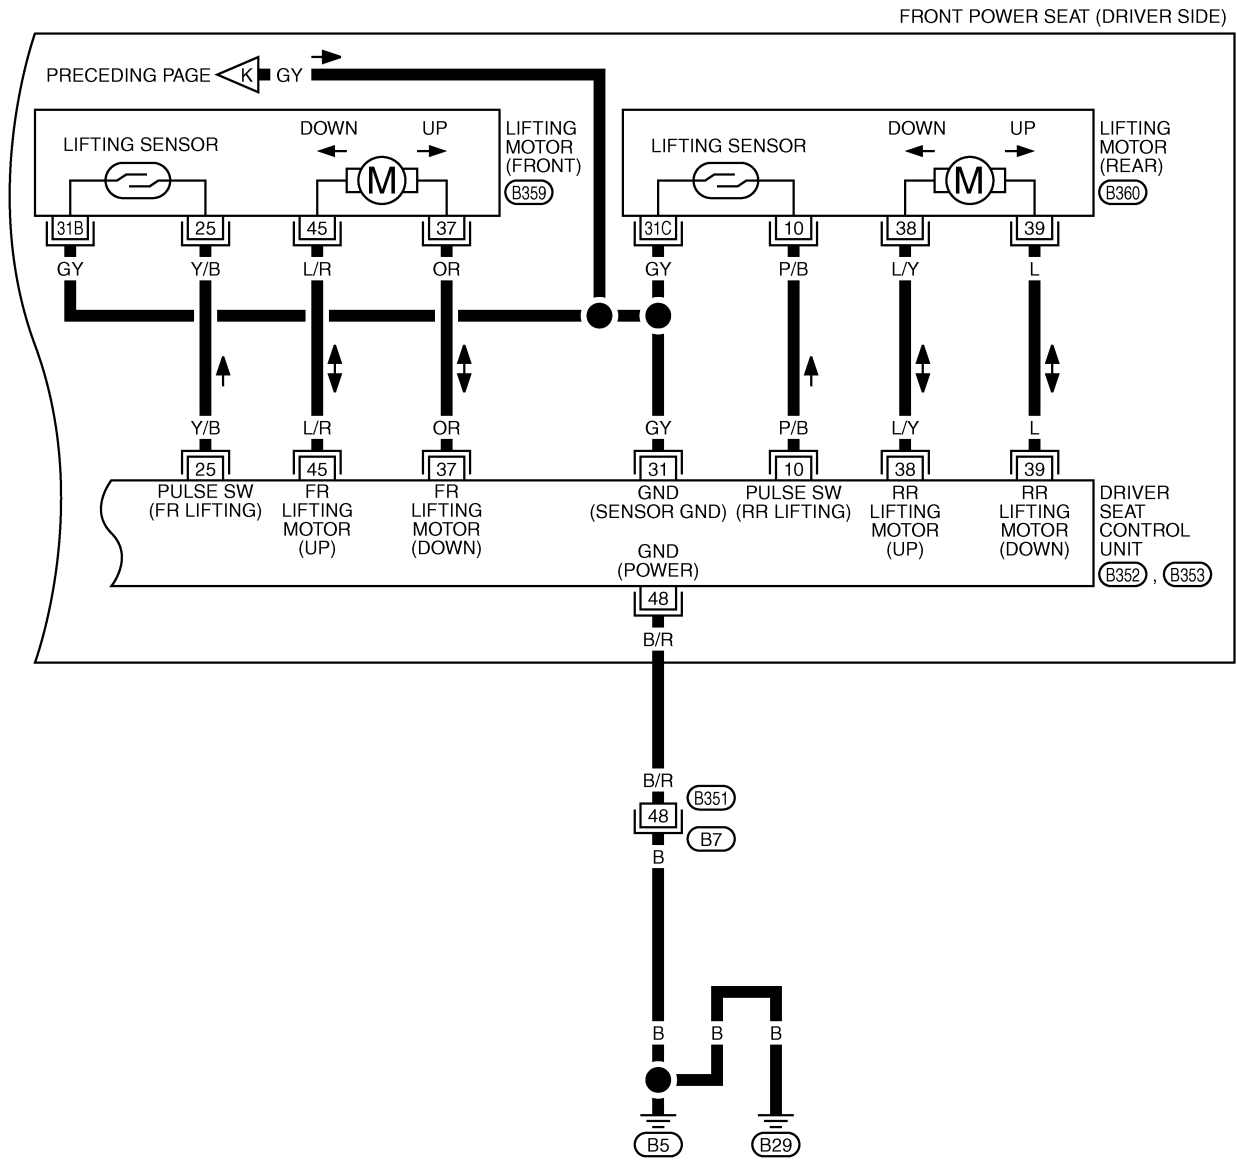 FRONT POWER SEAT (DRIVER SIDE)
PRECEDING PAGE K GY
LIFTING SENSOR
DOWN UP
M
LIFTING
MOTOR
(FRONT)
B359
LIFTING SENSOR
DOWN UP
M
LIFTING
MOTOR
(REAR)
B360
31B 25 45 37 31C 10 38 39
GY Y/B L/R OR GY P/B L/Y L
Y/B L/R OR GY P/B L/Y L
25 45 37 31 10 38 39
PULSE SW
(FR LIFTING)
FR
LIFTING
MOTOR
(UP)
FR
LIFTING
MOTOR
(DOWN)
GND
(SENSOR GND)
PULSE SW
(RR LIFTING)
RR
LIFTING
MOTOR
(UP)
RR
LIFTING
MOTOR
(DOWN)
DRIVER
SEAT
CONTROL
UNIT
B352 , B353
GND
(POWER)
48
B/R
B/R
B351
48
B7
B
B B B
B5 B29